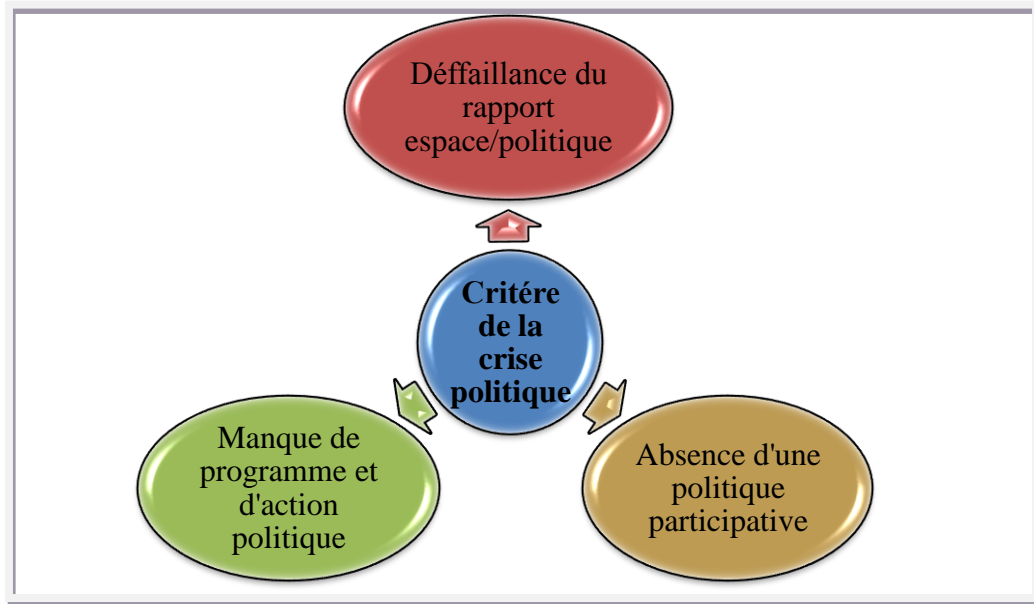 Déffaillance du
rapport
espace/politique
Critére
de la
crise
politique
Manque de
programme et
d'action
politique
Absence d'une
politique
participative